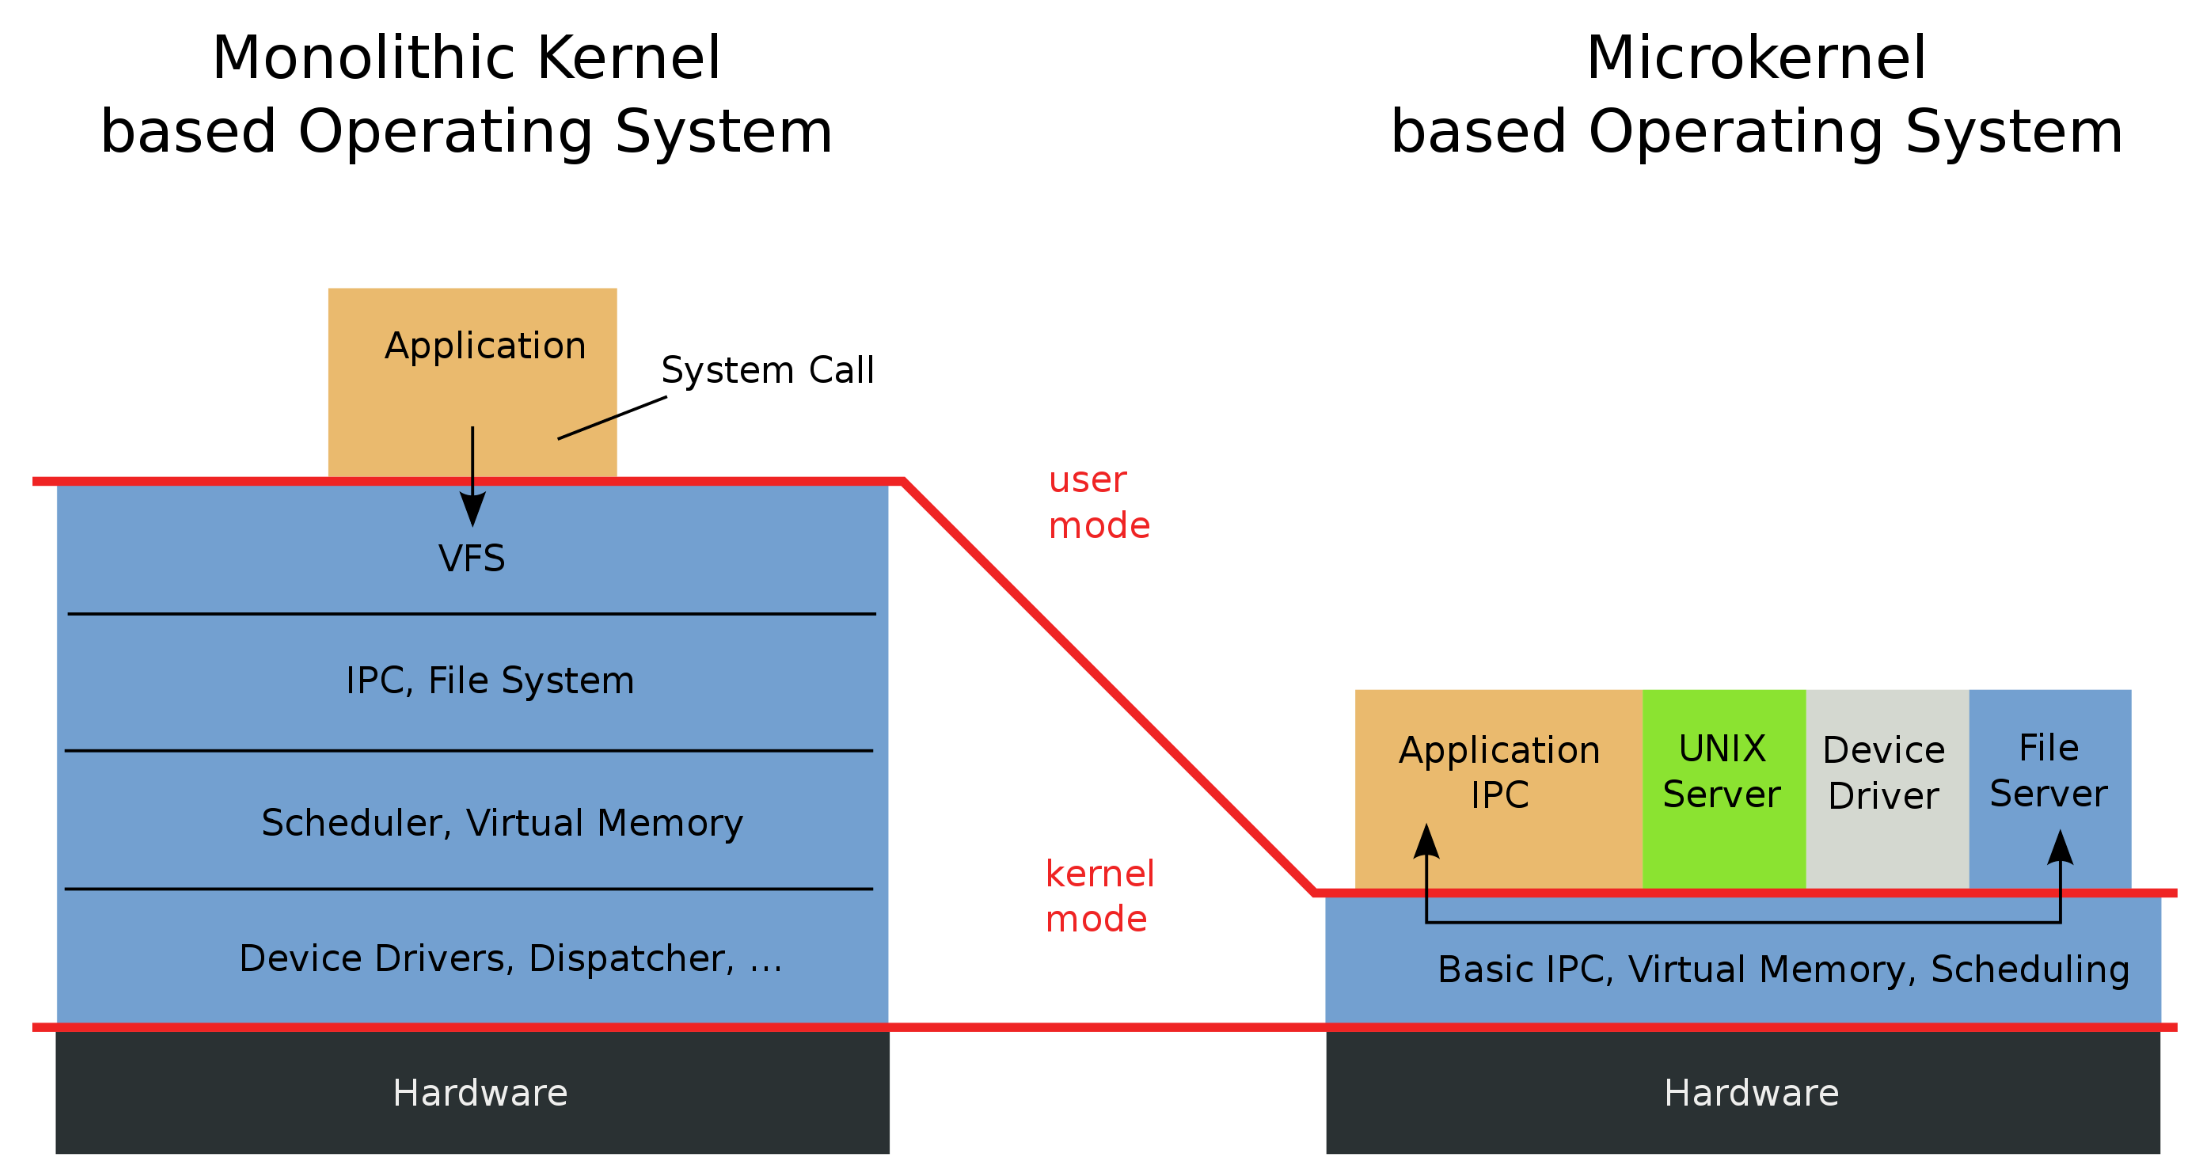 Monolithic Kernel
based Operating System
Microkernel
based Operating System
Application
System Call
VFS
IPC, File System
Scheduler, Virtual Memory
Device Drivers, Dispatcher, ...
Hardware
user
mode
kernel
mode
Application
IPC
UNIX
Server
Device
Driver
File
Server
Basic IPC, Virtual Memory, Scheduling
Hardware